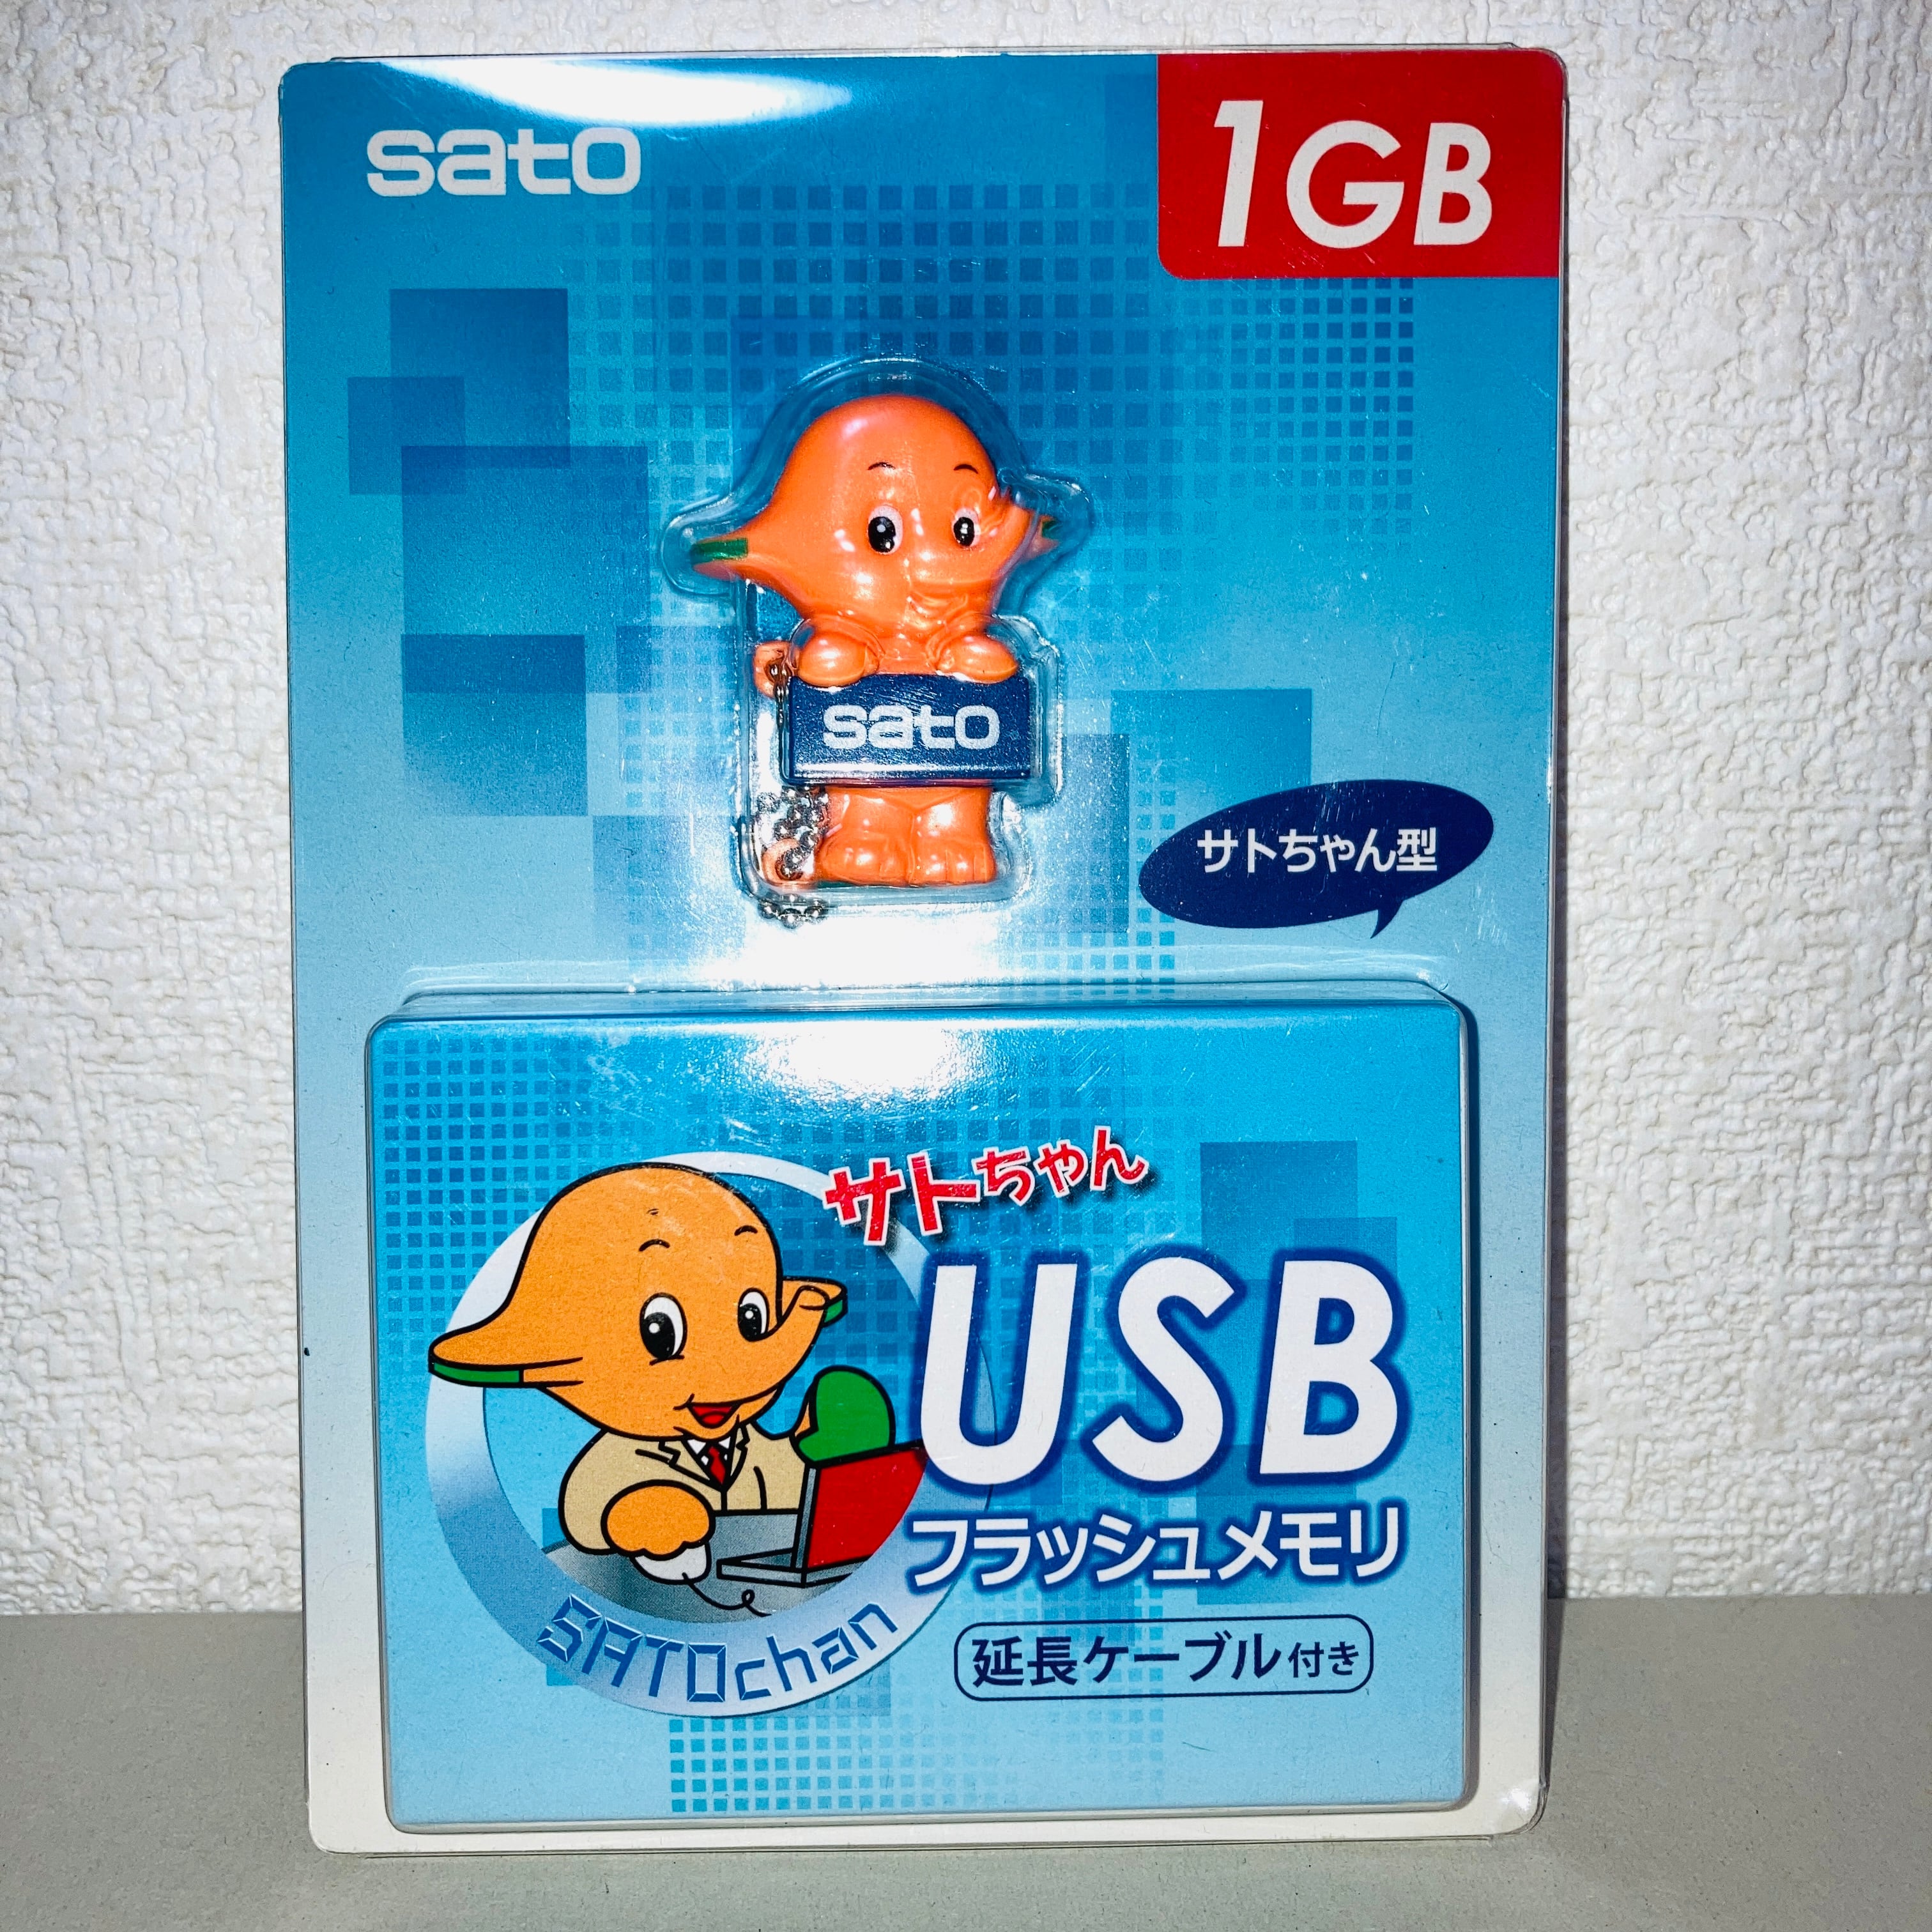 sato
1GB
sato
サトちゃん型
サトちゃん
USB
フラッシュメモリ
延長ケーブル付き
SATOchan